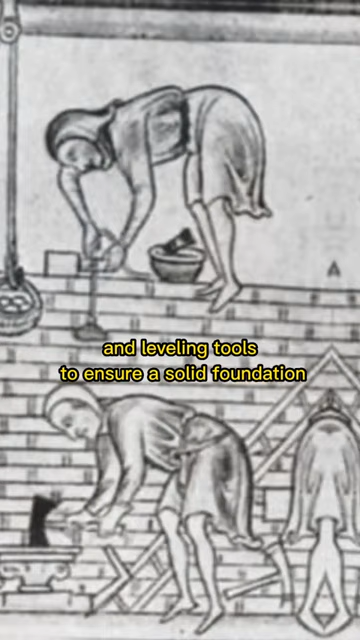 A
and leveling tools
to ensure a solid foundation